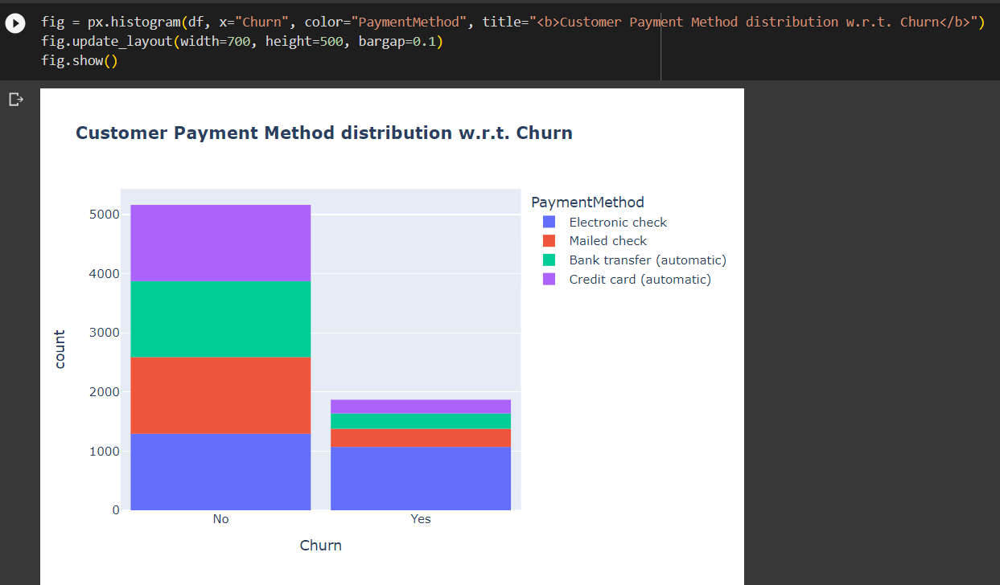 fig = px.histogram(df, x="Churn", color="PaymentMethod", title="<b>Customer Payment Method distribution w.r.t. Churn</b>")
fig.update_layout(width=700, height=500, bargap=0.1)
fig.show()
Customer Payment Method distribution w.r.t. Churn
PaymentMethod
Electronic check
Mailed check
Bank transfer (automatic)
Credit card (automatic)
5000
4000
3000
2000
1000
0
count
No
Yes
Churn